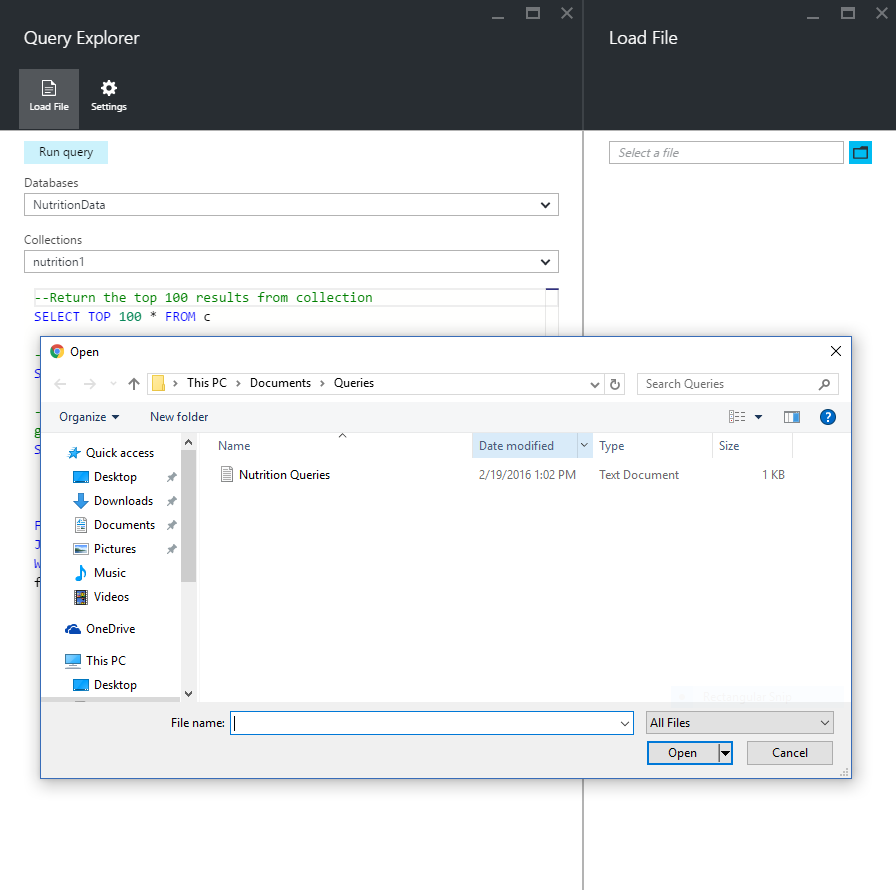 Query Explorer
Load File
Load File
Settings
Run query
Select a file
Databases
NutritionData
Collections
nutrition1
--Return the top 100 results from collection
SELECT TOP 100 * FROM c
Open
This PC > Documents > Queries
Search Queries
Organize
New folder
Name
Date modified
Type
Size
Quick access
Nutrition Queries
2/19/2016 1:02 PM
Text Document
1 KB
Desktop
Downloads
Documents
Pictures
Music
Videos
OneDrive
This PC
Desktop
File name:
All Files
Open
Cancel